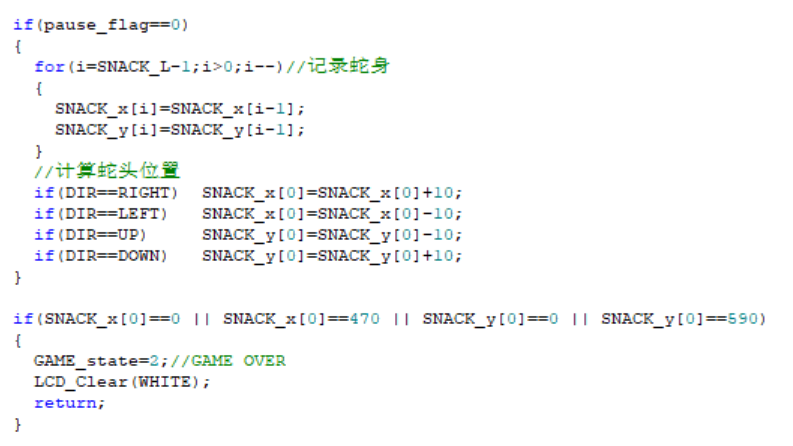 if(pause_flag==0)
{
for(i=SNACK_L-1;i>0;i--)//记录蛇身
{
SNACK_x[i]=SNACK_x[i-1];
SNACK_y[i]=SNACK_y[i-1];
}
//计算蛇头位置
if(DIR==RIGHT) SNACK_x[0]=SNACK_x[0]+10;
if(DIR==LEFT) SNACK_x[0]=SNACK_x[0]-10;
if(DIR==UP) SNACK_y[0]=SNACK_y[0]-10;
if(DIR==DOWN) SNACK_y[0]=SNACK_y[0]+10;
}
if(SNACK_x[0]==0 || SNACK_x[0]==470 || SNACK_y[0]==0 || SNACK_y[0]==590)
{
GAME_state=2;//GAME OVER
LCD_Clear(WHITE);
return;
}